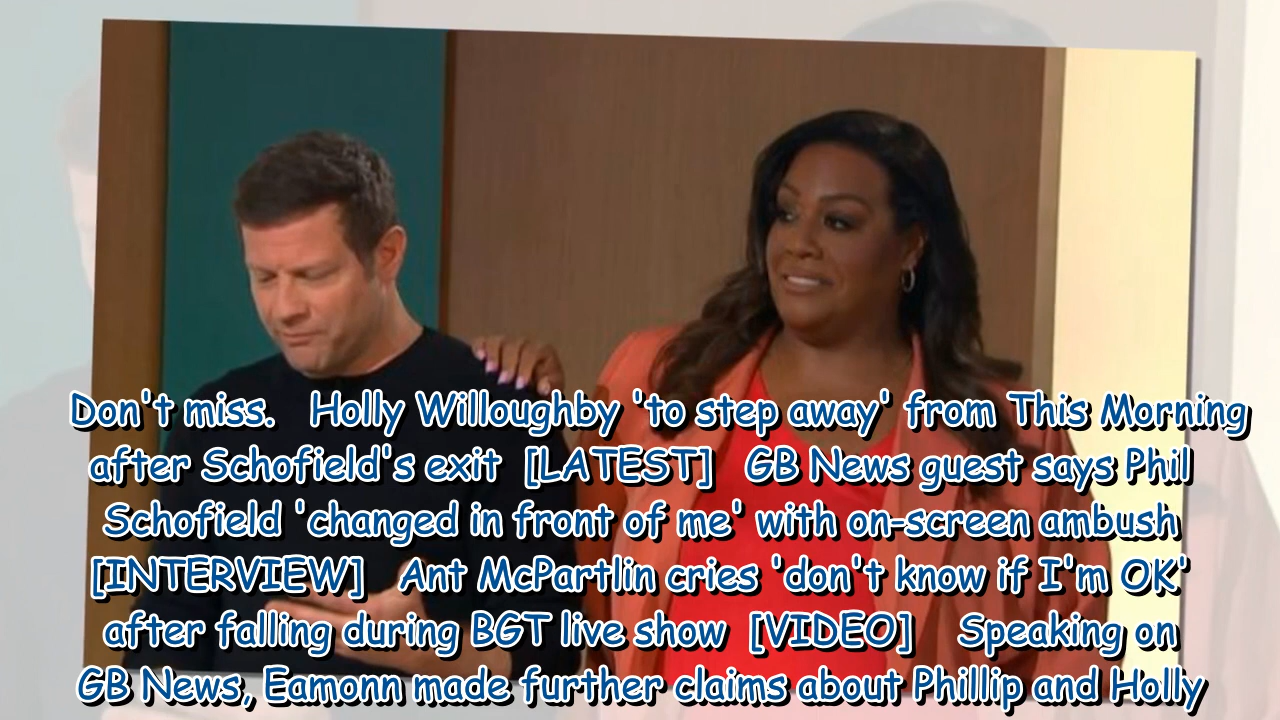 Don't miss. Holly Willoughby 'to step away' from This Morning
after Schofield's exit [LATEST] GB News guest says Phil
Schofield 'changed in front of me' with on-screen ambush
[INTERVIEW] Ant McPartlin cries 'don't know if I'm OK'
after falling during BGT live show [VIDEO] Speaking on
GB News, Eamonn made further claims about Phillip and Holly